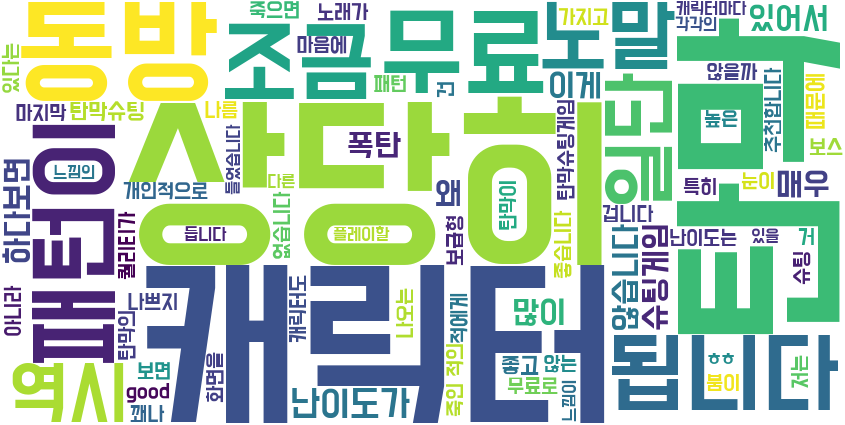 죽으면
노래가
가지고
캐릭터마다
각각의
있어서
있다는
동방
조금
마음에
무료
패턴
건
노말
이게
않을까
마지막
탄막슈팅
나름
상당히
폭탄
탄막슈팅게임
일단
높은
추천합니다
때문에
보스
하다보면
패턴이
느낌의
들었습니다
개인적으로
다른
왜
탄막이
특히
눈이
매우
퀄리티가
듭니다
플레이할
없습니다
보급형
좋습니다
겁니다
난이도는
있을
거
슈팅
아니라
탄막의
나쁘지
캐릭터
캐릭터도
나오는
적에게
많이
않습니다
슈팅게임
역시
보면
good
꽤나
화면을
난이도가
죽인
적의
좋고
않는
무료로
느낌이
됩니다
ㅎㅎ
봄이
저는